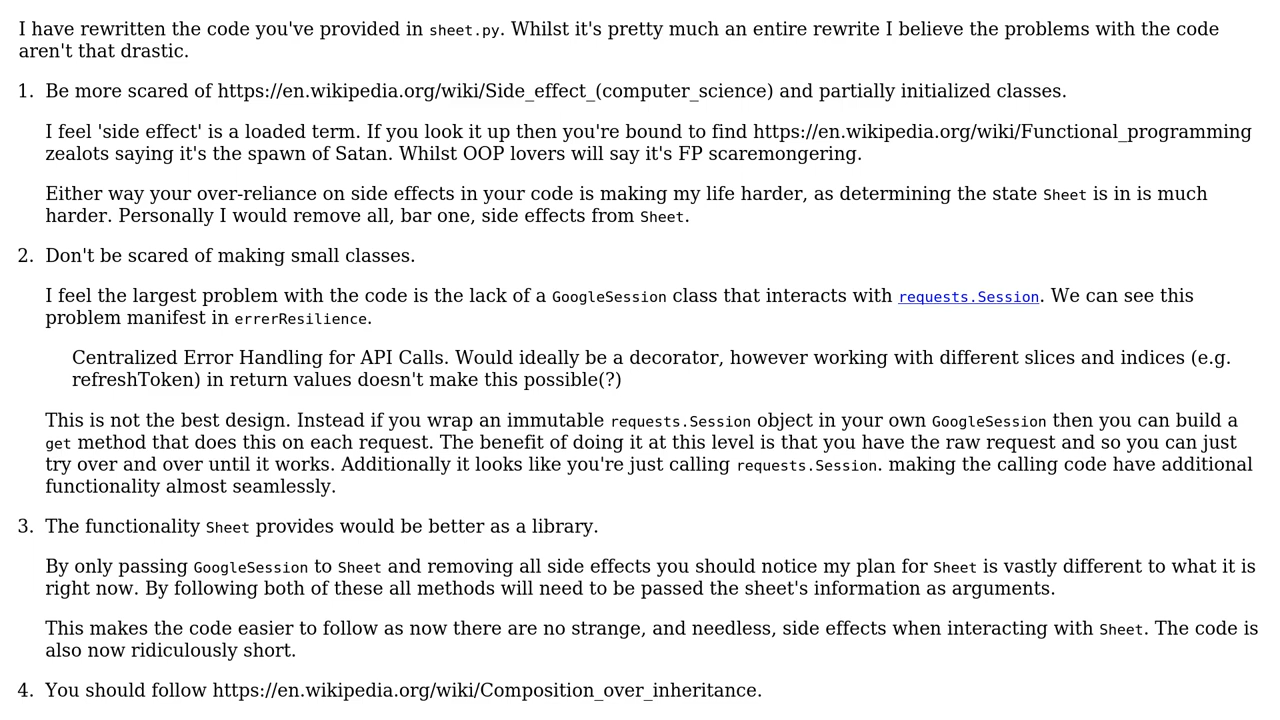 I have rewritten the code you've provided in sheet.py. Whilst it's pretty much an entire rewrite I believe the problems with the code
aren't that drastic.
1. Be more scared of https://en.wikipedia.org/wiki/Side_effect_(computer_science) and partially initialized classes.
I feel 'side effect' is a loaded term. If you look it up then you're bound to find https://en.wikipedia.org/wiki/Functional_programming
zealots saying it's the spawn of Satan. Whilst OOP lovers will say it's FP scaremongering.
Either way your over-reliance on side effects in your code is making my life harder, as determining the state Sheet is in is much
harder. Personally I would remove all, bar one, side effects from Sheet.
2. Don't be scared of making small classes.
I feel the largest problem with the code is the lack of a GoogleSession class that interacts with requests.Session. We can see this
problem manifest in errerResilience.
Centralized Error Handling for API Calls. Would ideally be a decorator, however working with different slices and indices (e.g.
refreshToken) in return values doesn't make this possible(?)
This is not the best design. Instead if you wrap an immutable requests.Session object in your own GoogleSession then you can build a
get method that does this on each request. The benefit of doing it at this level is that you have the raw request and so you can just
try over and over until it works. Additionally it looks like you're just calling requests.Session. making the calling code have additional
functionality almost seamlessly.
3. The functionality Sheet provides would be better as a library.
By only passing GoogleSession to Sheet and removing all side effects you should notice my plan for Sheet is vastly different to what it is
right now. By following both of these all methods will need to be passed the sheet's information as arguments.
This makes the code easier to follow as now there are no strange, and needless, side effects when interacting with Sheet. The code is
also now ridiculously short.
4. You should follow https://en.wikipedia.org/wiki/Composition_over_inheritance.